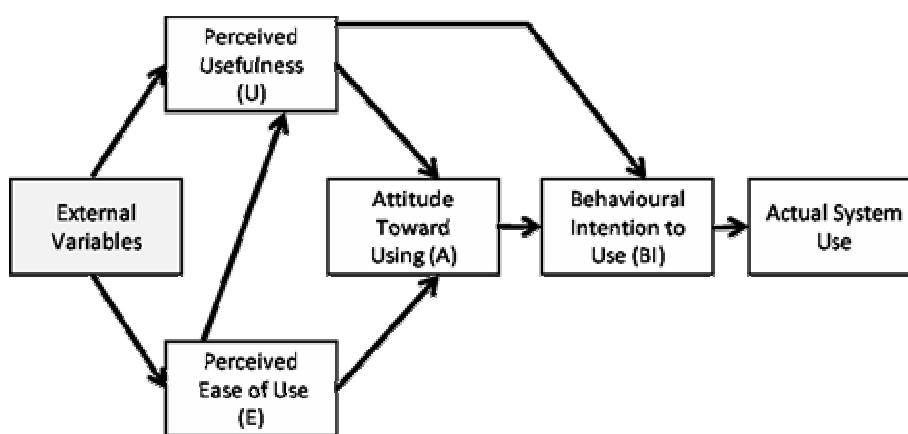 Perceived
Usefulness
(U)
External
Variables
Attitude
Toward
Using (A)
Behavioural
Intention to
Use (BI)
Actual System
Use
Perceived
Ease of Use
(E)